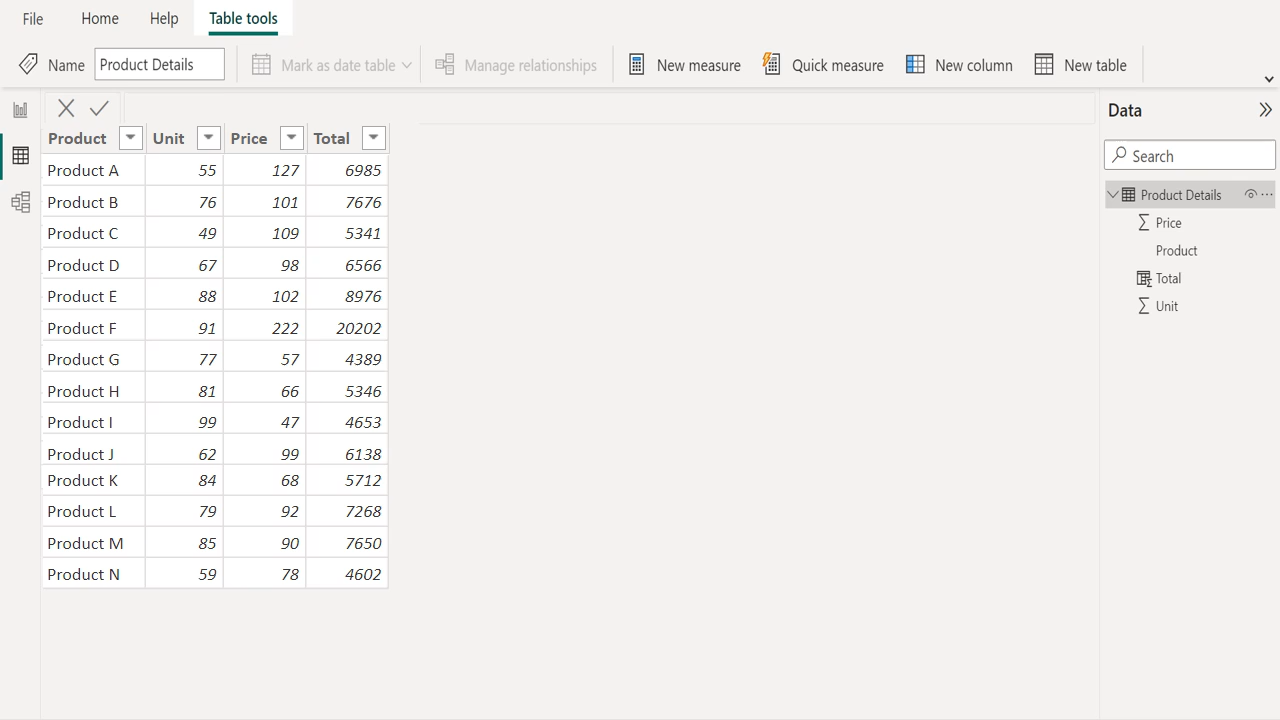 File Home Help Table tools
Name Product Details Mark as date table Manage relationships New measure Quick measure New column New table
Product Unit Price Total
Product A 55 127 6985
Product B 76 101 7676
Product C 49 109 5341
Product D 67 98 6566
Product E 88 102 8976
Product F 91 222 20202
Product G 77 57 4389
Product H 81 66 5346
Product I 99 47 4653
Product J 62 99 6138
Product K 84 68 5712
Product L 79 92 7268
Product M 85 90 7650
Product N 59 78 4602
Data
Search
Product Details
Price
Product
Total
Unit